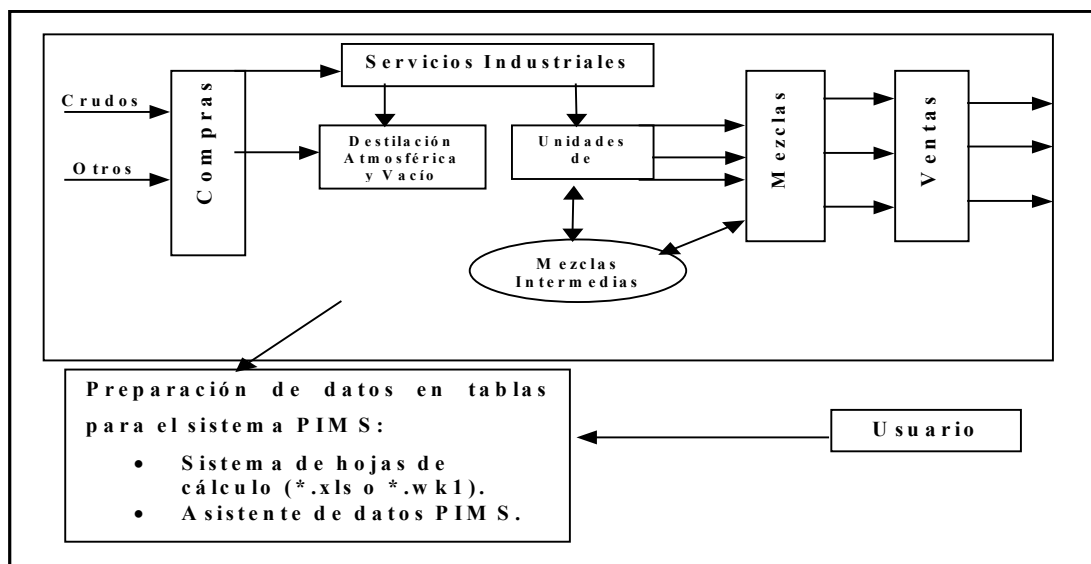 Servicios Industriales
Crudos
Otros
Compras
Destilación
Atmosférica
y Vacío
Unidades
de
Mezclas
Intermedias
Mezclas
Ventas
Preparación de datos en tablas
para el sistema PIMS:
• Sistema de hojas de
cálculo (*.xls o *.wk1).
• Asistente de datos PIMS.
Usuario